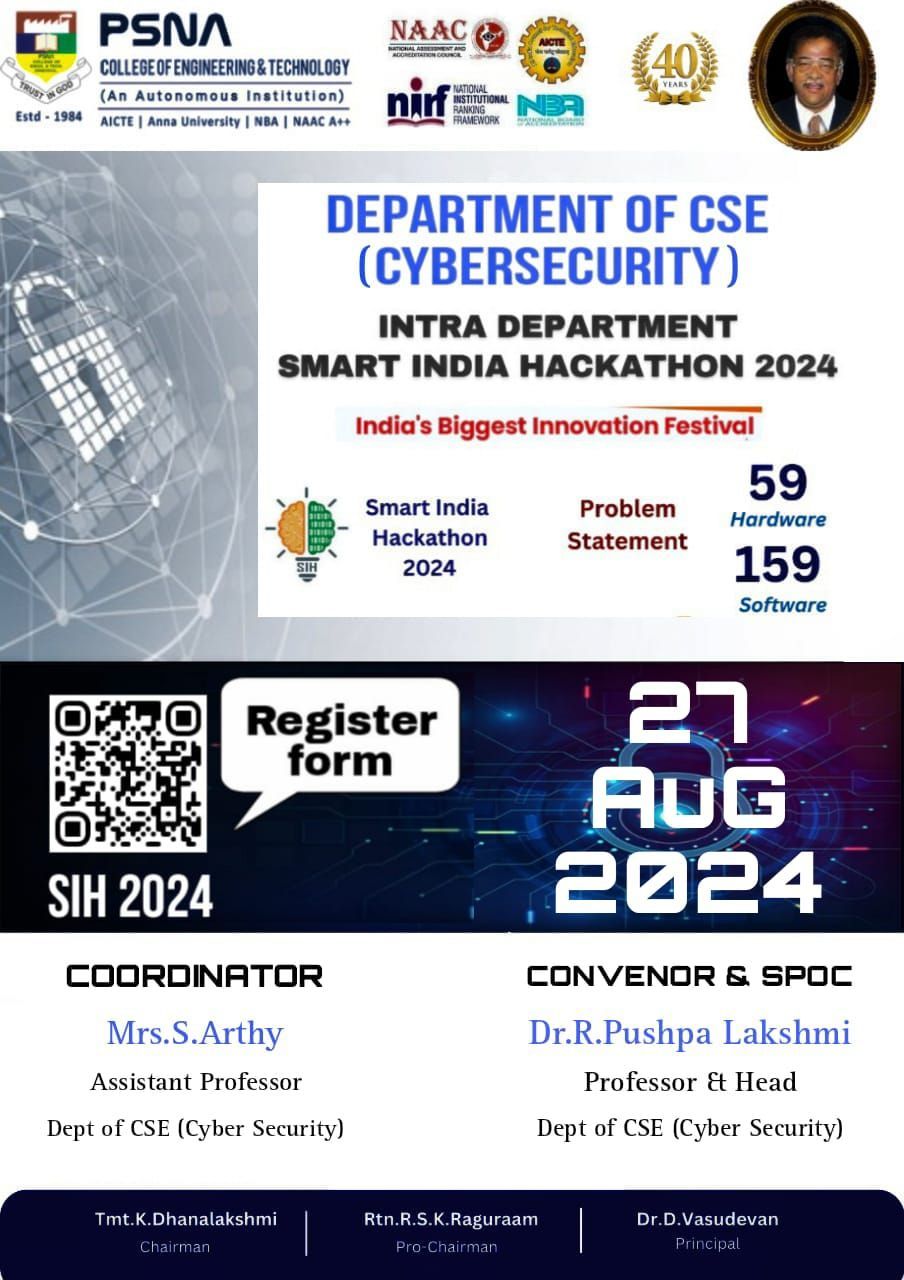 PSNA
COLLEGE OF ENGINEERING & TECHNOLOGY
(An Autonomous Institution)
AICTE | Anna University | NBA | NAAC A++
PSNA
TRUST IN GOD
Estd - 1984
NAAC
NATIONAL ASSESSMENT AND
ACCREDITATION COUNCIL
AICTE
nirf
NATIONAL
INSTITUTIONAL
RANKING
FRAMEWORK
NBA
NATIONAL BOARD
of ACCREDITATION
40
YEARS
DEPARTMENT OF CSE
(CYBERSECURITY)
INTRA DEPARTMENT
SMART INDIA HACKATHON 2024
India's Biggest Innovation Festival
SIH
Smart India
Hackathon
2024
Problem
Statement
59
Hardware
159
Software
Register
form
SIH 2024
27
AuG
2024
COORDINATOR
Mrs.S.Arthy
Assistant Professor
Dept of CSE (Cyber Security)
CONVENOR & SPOC
Dr.R.Pushpa Lakshmi
Professor & Head
Dept of CSE (Cyber Security)
Tmt.K.Dhanalakshmi
Chairman
Rtn.R.S.K.Raguraam
Pro-Chairman
Dr.D.Vasudevan
Principal